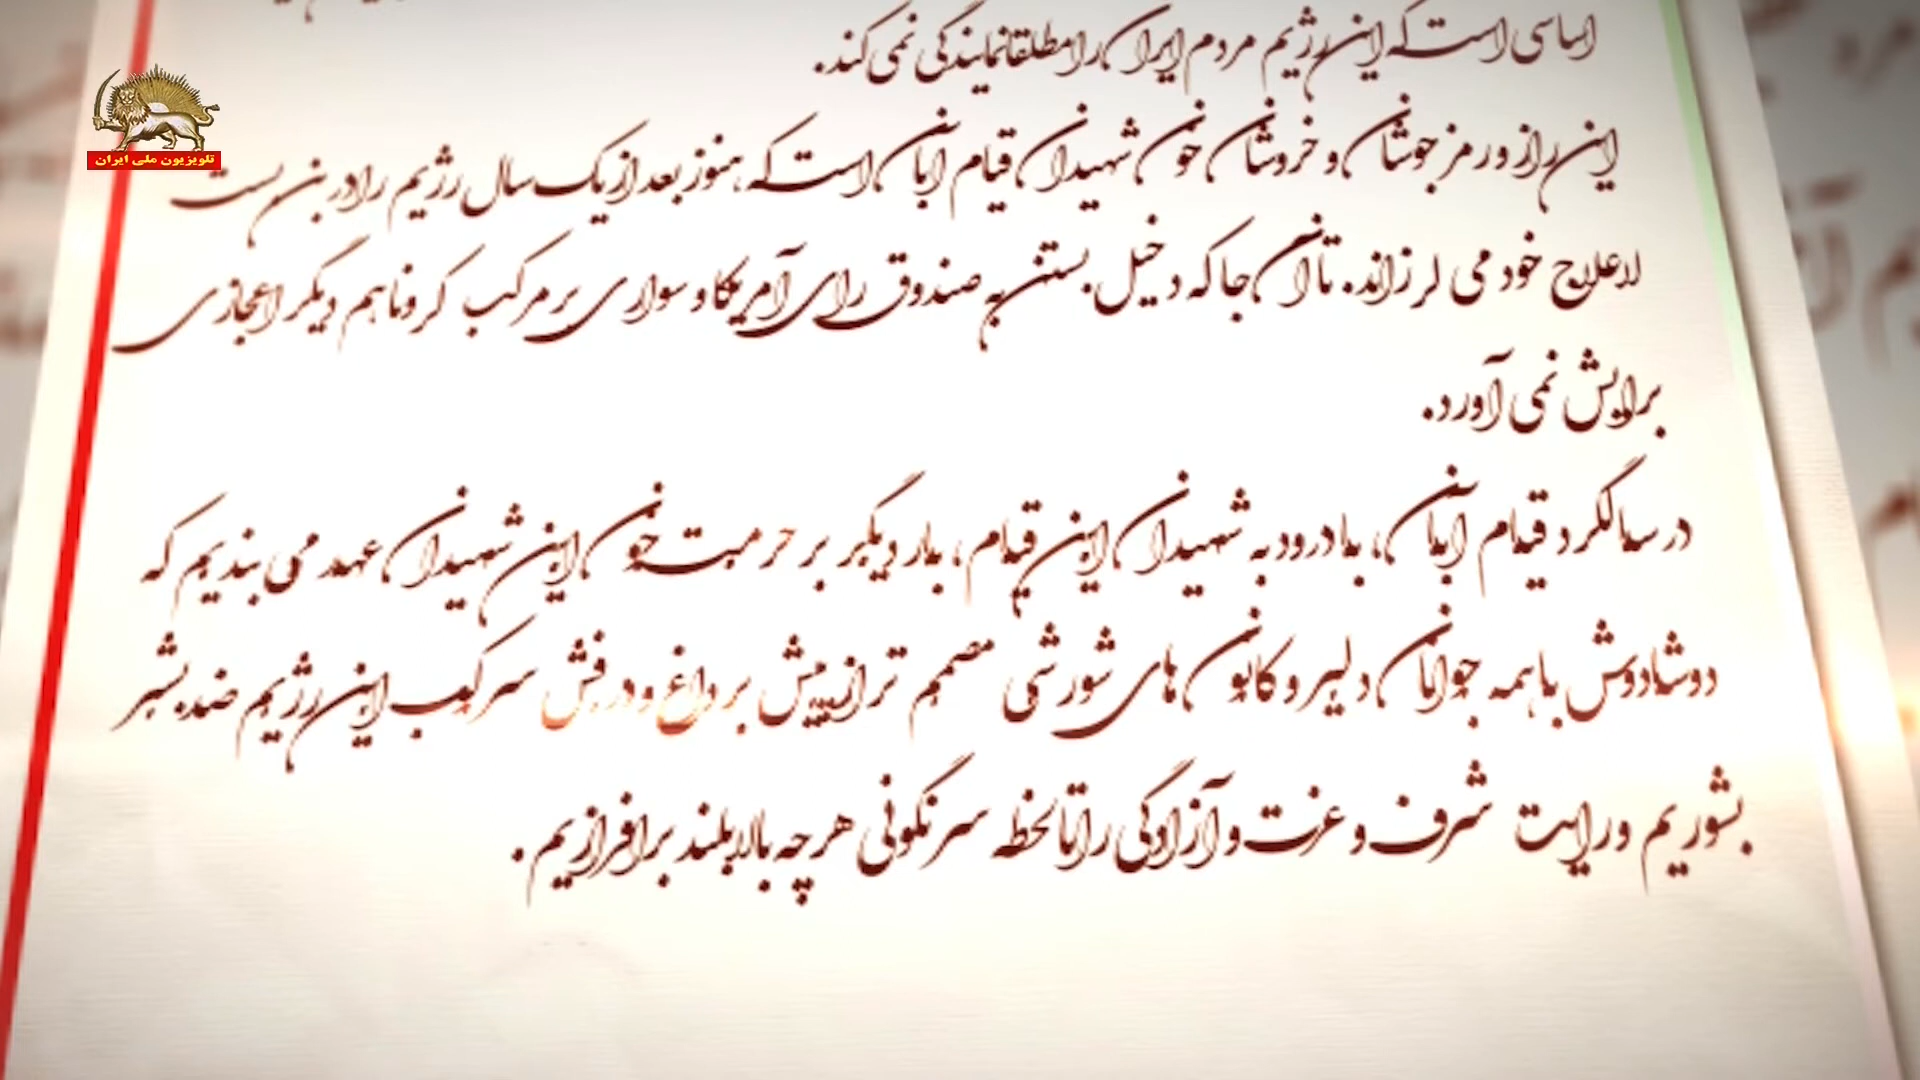 اساسی است که این رژیم مردم ایران را مطلقا نمایندگی نمی کند.
این راز و رمز جوشان و خروشان خون شهیدان قیام ابان است که هنوز بعد از یک سال رژیم را در بن بست
لاعلاج خود می لرزاند. تا ان جا که دخیل بستن به صندوق رای آمریکا و سواری بر مرکب کرونا هم دیگر اعجازی
برایش نمی آورد.
در سالگرد قیام ابان، با درود به شهیدان این قیام، بار دیگر بر حرمت خون این شهیدان عهد می بندیم که
دوشادوش با همه جوانان دلیر و کانون های شورشی مصمم تر از پیش بر داغ و درفش سرکوب این رژیم ضد بشر
بشوریم و رایت شرف و عزت و آزادگی را تا لحظه سرنگونی هر چه بالا بلند برافرازیم.
تلویزیون ملی ایران